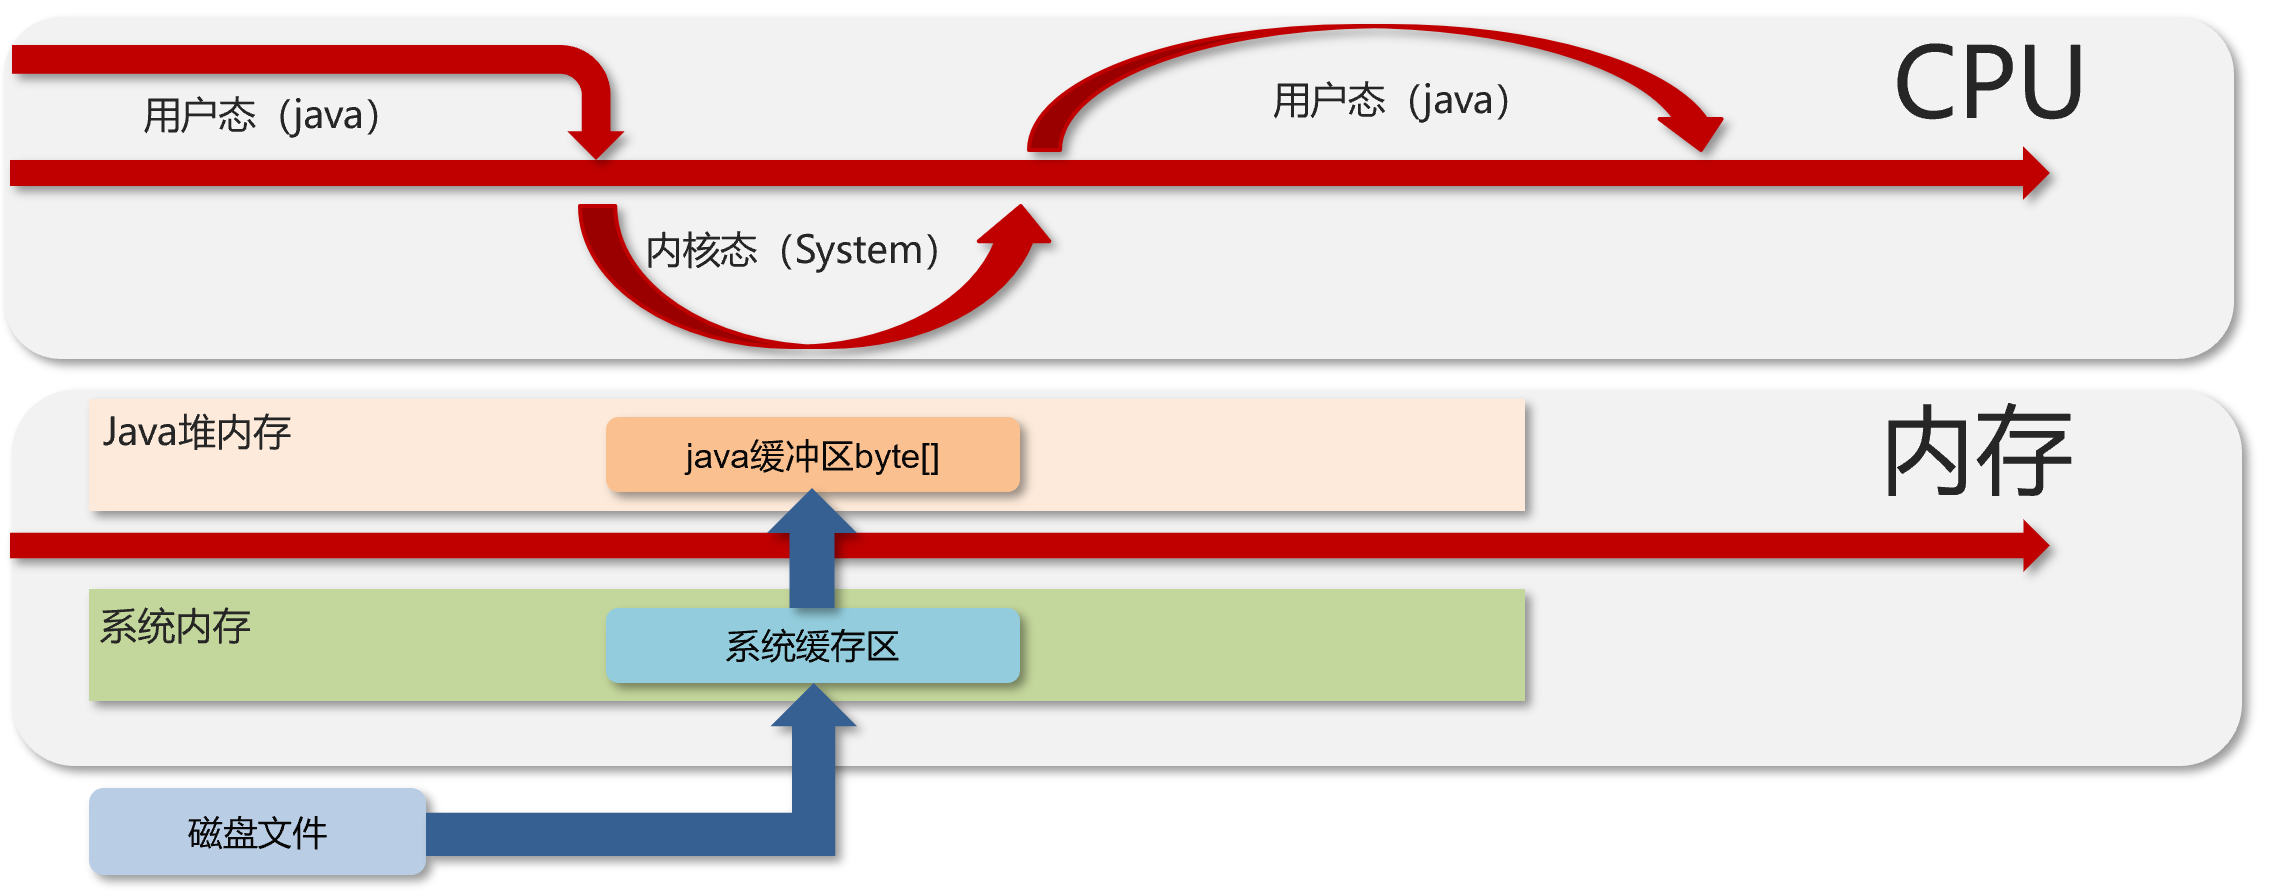 CPU
用户态（java）
用户态（java）
内核态（System）
内存
Java堆内存
java缓冲区byte[]
系统内存
系统缓存区
磁盘文件